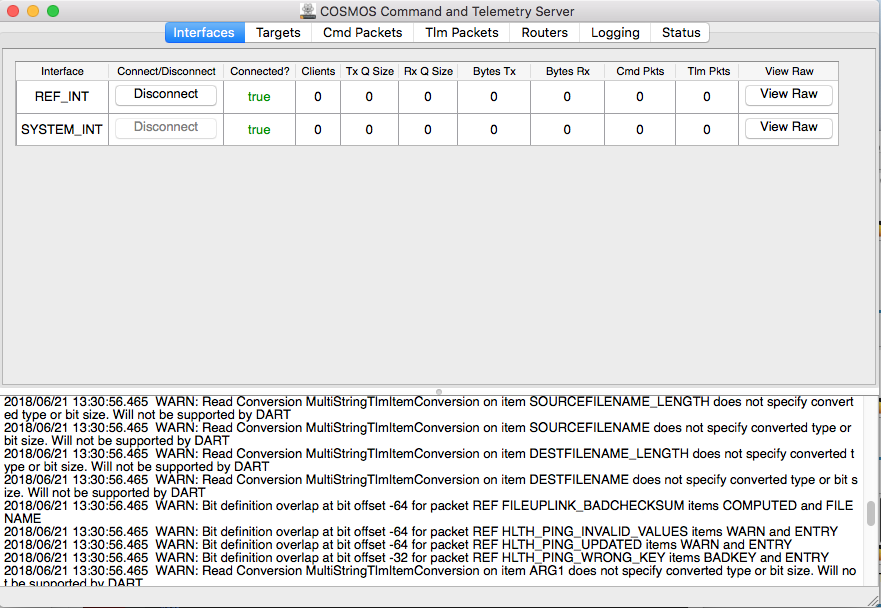 COSMOS Command and Telemetry Server
Interfaces Targets Cmd Packets Tlm Packets Routers Logging Status
Interface Connect/Disconnect Connected? Clients Tx Q Size Rx Q Size Bytes Tx Bytes Rx Cmd Pkts Tlm Pkts View Raw
REF_INT Disconnect true 0 0 0 0 0 0 0 View Raw
SYSTEM_INT Disconnect true 0 0 0 0 0 0 0 View Raw
2018/06/21 13:30:56.465 WARN: Read Conversion MultiStringTlmItemConversion on item SOURCEFILENAME_LENGTH does not specify convert
ed type or bit size. Will not be supported by DART
2018/06/21 13:30:56.465 WARN: Read Conversion MultiStringTlmItemConversion on item SOURCEFILENAME does not specify converted type or
bit size. Will not be supported by DART
2018/06/21 13:30:56.465 WARN: Read Conversion MultiStringTlmItemConversion on item DESTFILENAME_LENGTH does not specify converted t
ype or bit size. Will not be supported by DART
2018/06/21 13:30:56.465 WARN: Read Conversion MultiStringTlmItemConversion on item DESTFILENAME does not specify converted type or bit s
ize. Will not be supported by DART
2018/06/21 13:30:56.465 WARN: Bit definition overlap at bit offset -64 for packet REF FILEUPLINK_BADCHECKSUM items COMPUTED and FILE
NAME
2018/06/21 13:30:56.465 WARN: Bit definition overlap at bit offset -64 for packet REF HLTH_PING_INVALID_VALUES items WARN and ENTRY
2018/06/21 13:30:56.465 WARN: Bit definition overlap at bit offset -64 for packet REF HLTH_PING_UPDATED items WARN and ENTRY
2018/06/21 13:30:56.465 WARN: Bit definition overlap at bit offset -32 for packet REF HLTH_PING_WRONG_KEY items BADKEY and ENTRY
2018/06/21 13:30:56.465 WARN: Read Conversion MultiStringTlmItemConversion on item ARG1 does not specify converted type or bit size. Will no
t be supported by DART